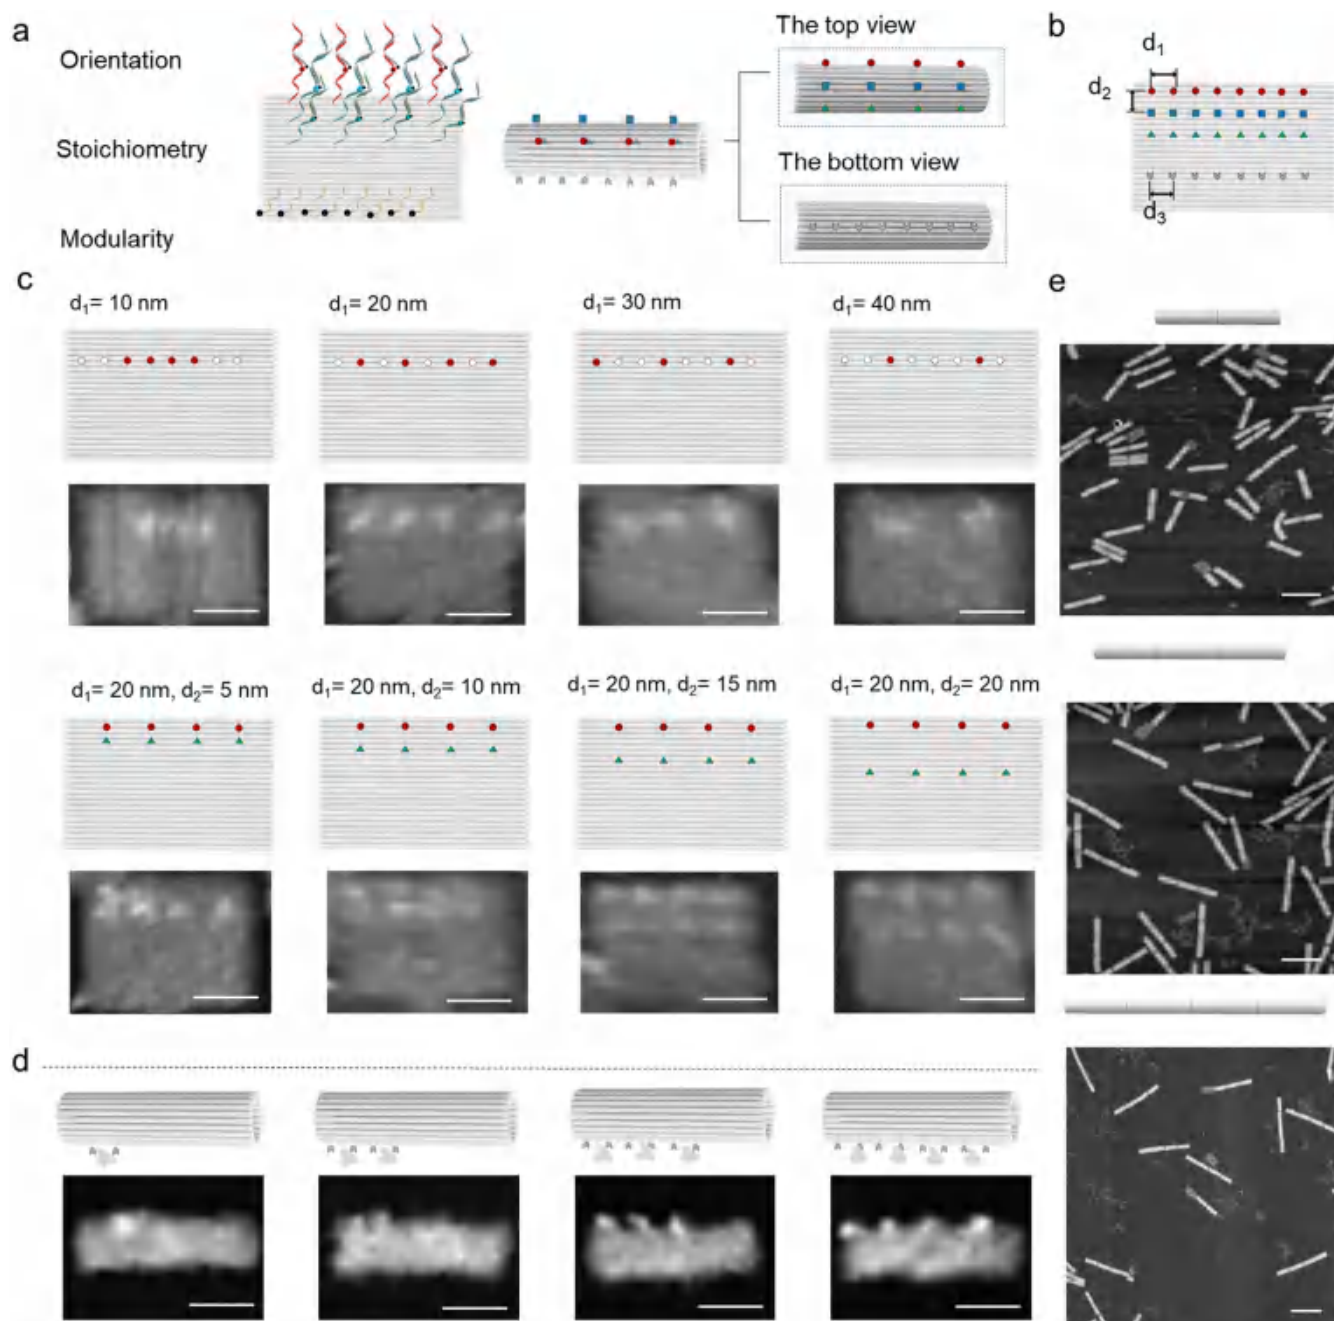 a
Orientation
Stoichiometry
Modularity
The top view
The bottom view
b
d₁
d₂
d₃
c
d₁= 10 nm
d₁= 20 nm
d₁= 30 nm
d₁= 40 nm
d₁= 20 nm, d₂= 5 nm
d₁= 20 nm, d₂= 10 nm
d₁= 20 nm, d₂= 15 nm
d₁= 20 nm, d₂= 20 nm
d
e